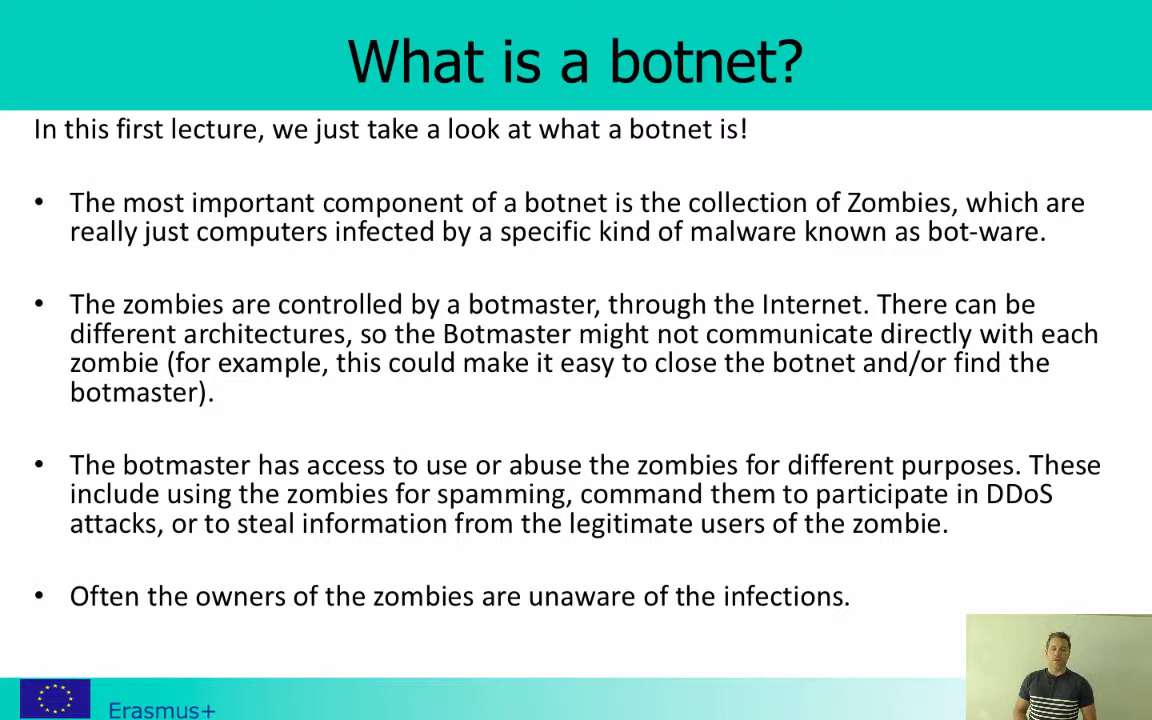 What is a botnet?
In this first lecture, we just take a look at what a botnet is!
• The most important component of a botnet is the collection of Zombies, which are
really just computers infected by a specific kind of malware known as bot-ware.
• The zombies are controlled by a botmaster, through the Internet. There can be
different architectures, so the Botmaster might not communicate directly with each
zombie (for example, this could make it easy to close the botnet and/or find the
botmaster).
• The botmaster has access to use or abuse the zombies for different purposes. These
include using the zombies for spamming, command them to participate in DDoS
attacks, or to steal information from the legitimate users of the zombie.
• Often the owners of the zombies are unaware of the infections.
Erasmus+